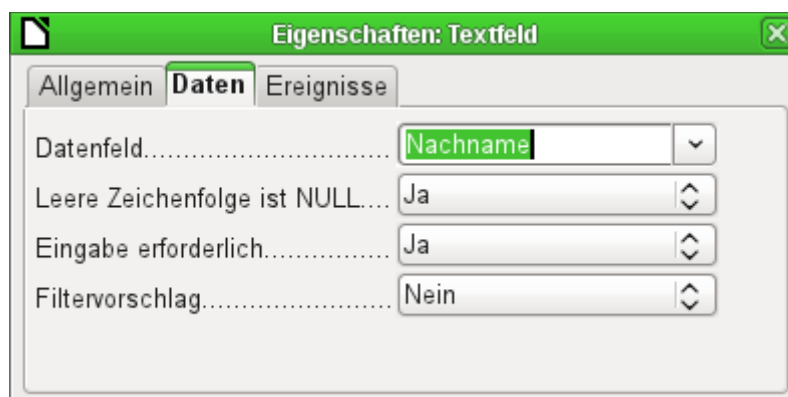 Eigenschaften: Textfeld
Allgemein Daten Ereignisse
Datenfeld............................. Nachname
Leere Zeichenfolge ist NULL.... Ja
Eingabe erforderlich................ Ja
Filtervorschlag........................ Nein